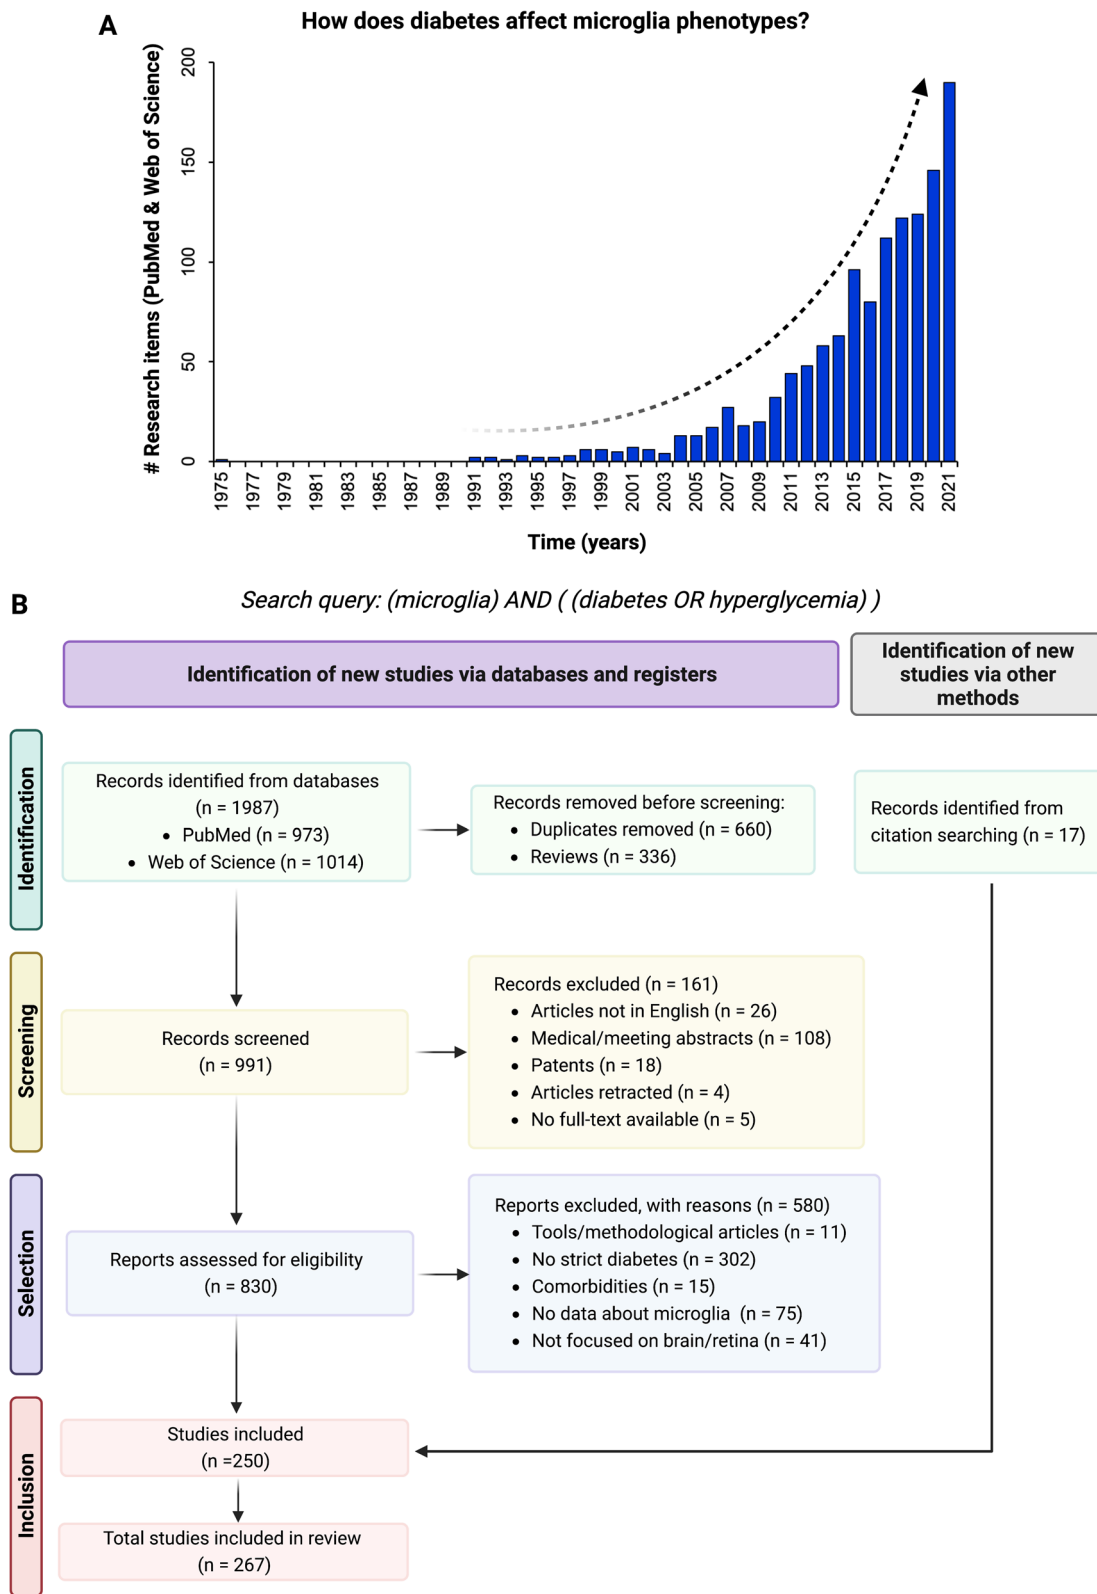 A
How does diabetes affect microglia phenotypes?
# Research items (PubMed & Web of Science)
200
150
100
50
0
1975
1977
1979
1981
1983
1985
1987
1989
1991
1993
1995
1997
1999
2001
2003
2005
2007
2009
2011
2013
2015
2017
2019
2021
Time (years)
B
Search query: (microglia) AND ( (diabetes OR hyperglycemia) )
Identification of new studies via databases and registers
Identification of new
studies via other
methods
Identification
Records identified from databases
(n = 1987)
• PubMed (n = 973)
• Web of Science (n = 1014)
Records removed before screening:
• Duplicates removed (n = 660)
• Reviews (n = 336)
Records identified from
citation searching (n = 17)
Screening
Records screened
(n = 991)
Records excluded (n = 161)
• Articles not in English (n = 26)
• Medical/meeting abstracts (n = 108)
• Patents (n = 18)
• Articles retracted (n = 4)
• No full-text available (n = 5)
Selection
Reports assessed for eligibility
(n = 830)
Reports excluded, with reasons (n = 580)
• Tools/methodological articles (n = 11)
• No strict diabetes (n = 302)
• Comorbidities (n = 15)
• No data about microglia (n = 75)
• Not focused on brain/retina (n = 41)
Inclusion
Studies included
(n =250)
Total studies included in review
(n = 267)